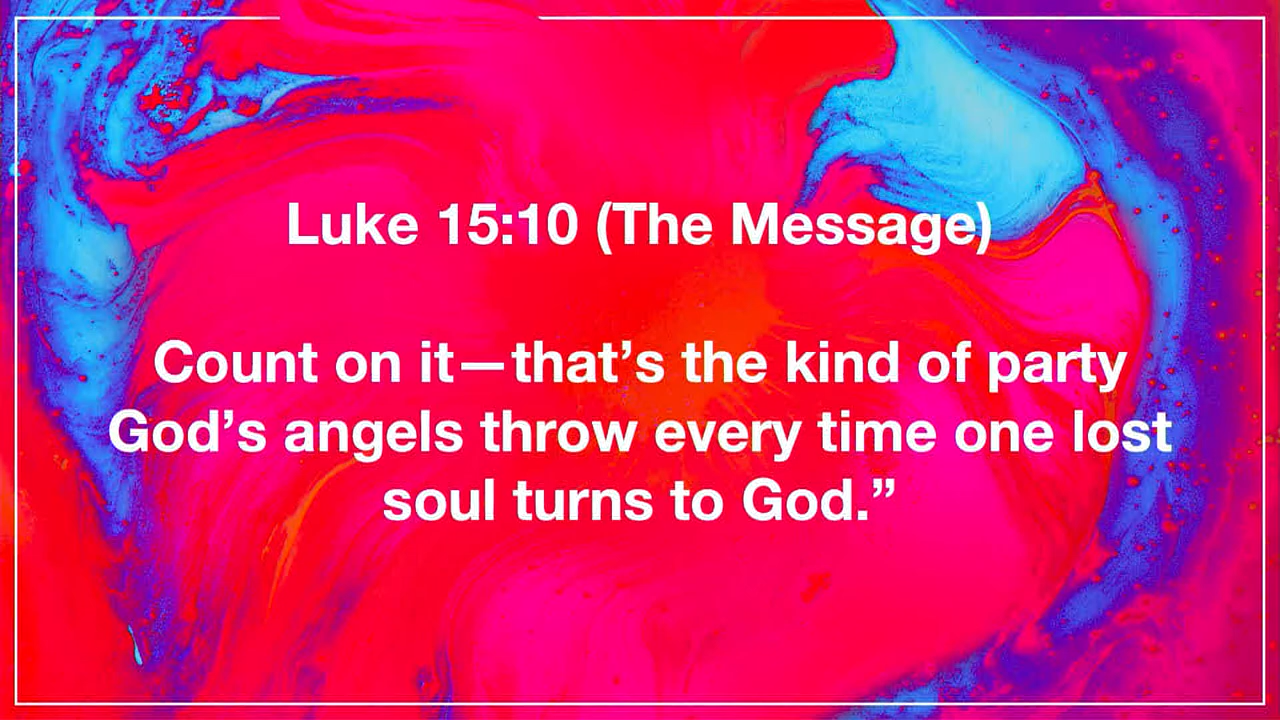 Luke 15:10 (The Message)
Count on it—that’s the kind of party
God’s angels throw every time one lost
soul turns to God.”